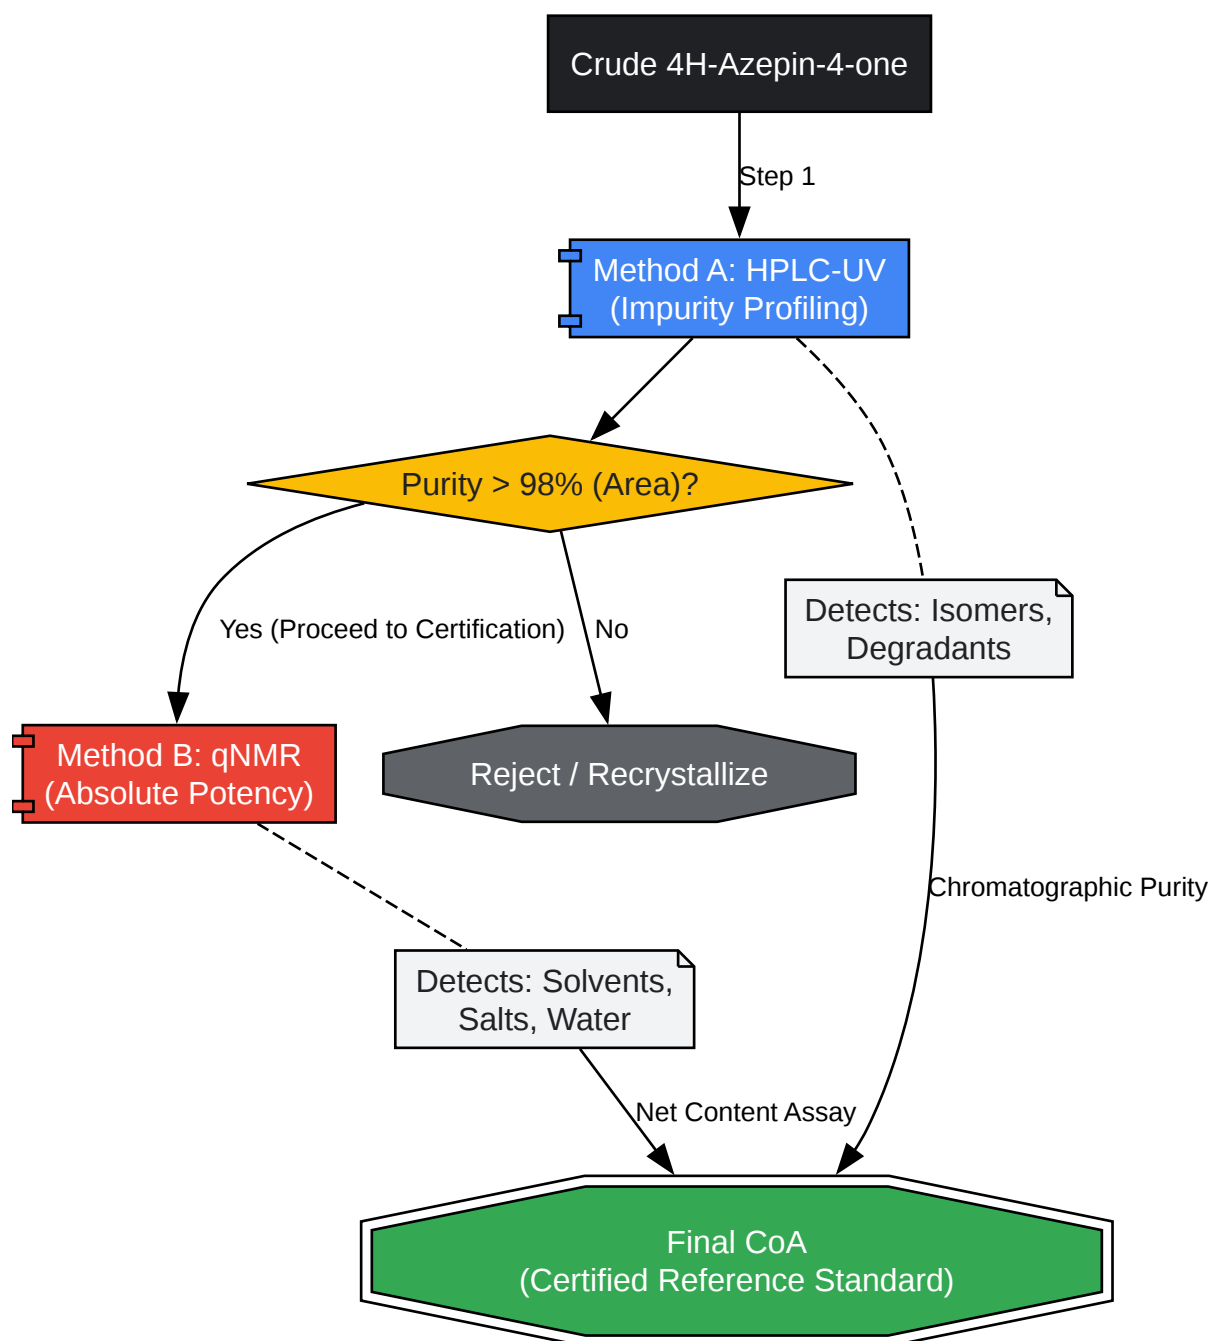 Crude 4H-Azepin-4-one
Step 1
Method A: HPLC-UV
(Impurity Profiling)
Purity > 98% (Area)?
Detects: Isomers,
Degradants
Yes (Proceed to Certification)
No
Method B: qNMR
(Absolute Potency)
Reject / Recrystallize
Chromatographic Purity
Detects: Solvents,
Salts, Water
Net Content Assay
Final CoA
(Certified Reference Standard)